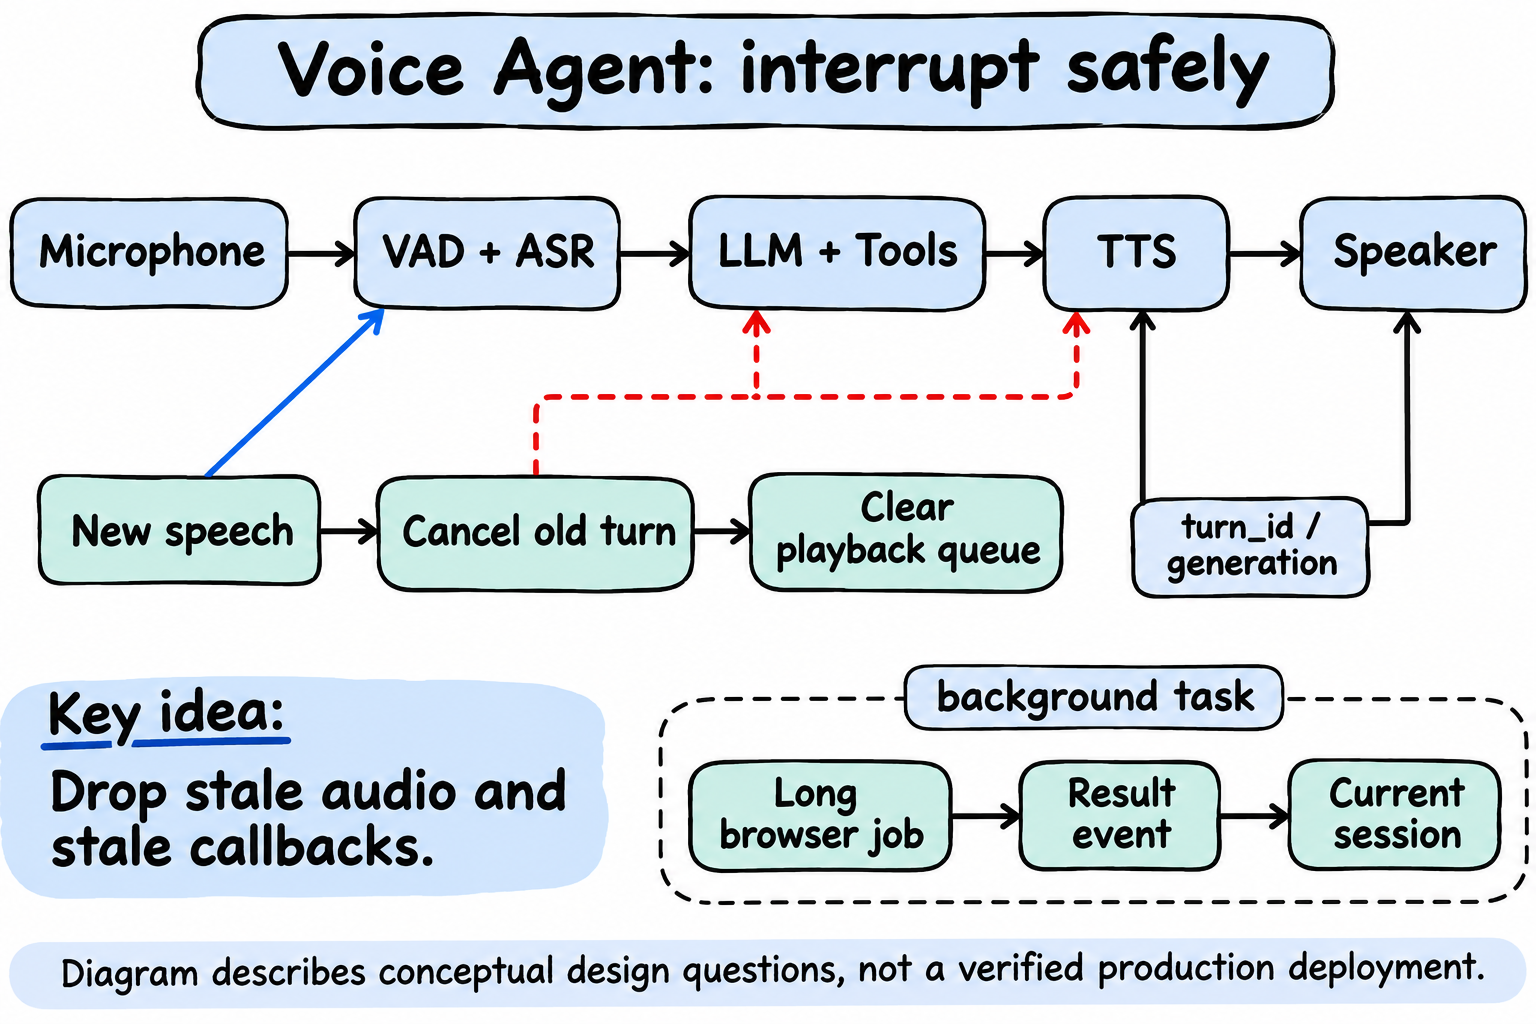 Voice Agent: interrupt safely
Microphone
VAD + ASR
LLM + Tools
TTS
Speaker
New speech
Cancel old turn
Clear
playback queue
turn_id /
generation
Key idea:
Drop stale audio and
stale callbacks.
background task
Long
browser job
Result
event
Current
session
Diagram describes conceptual design questions, not a verified production deployment.